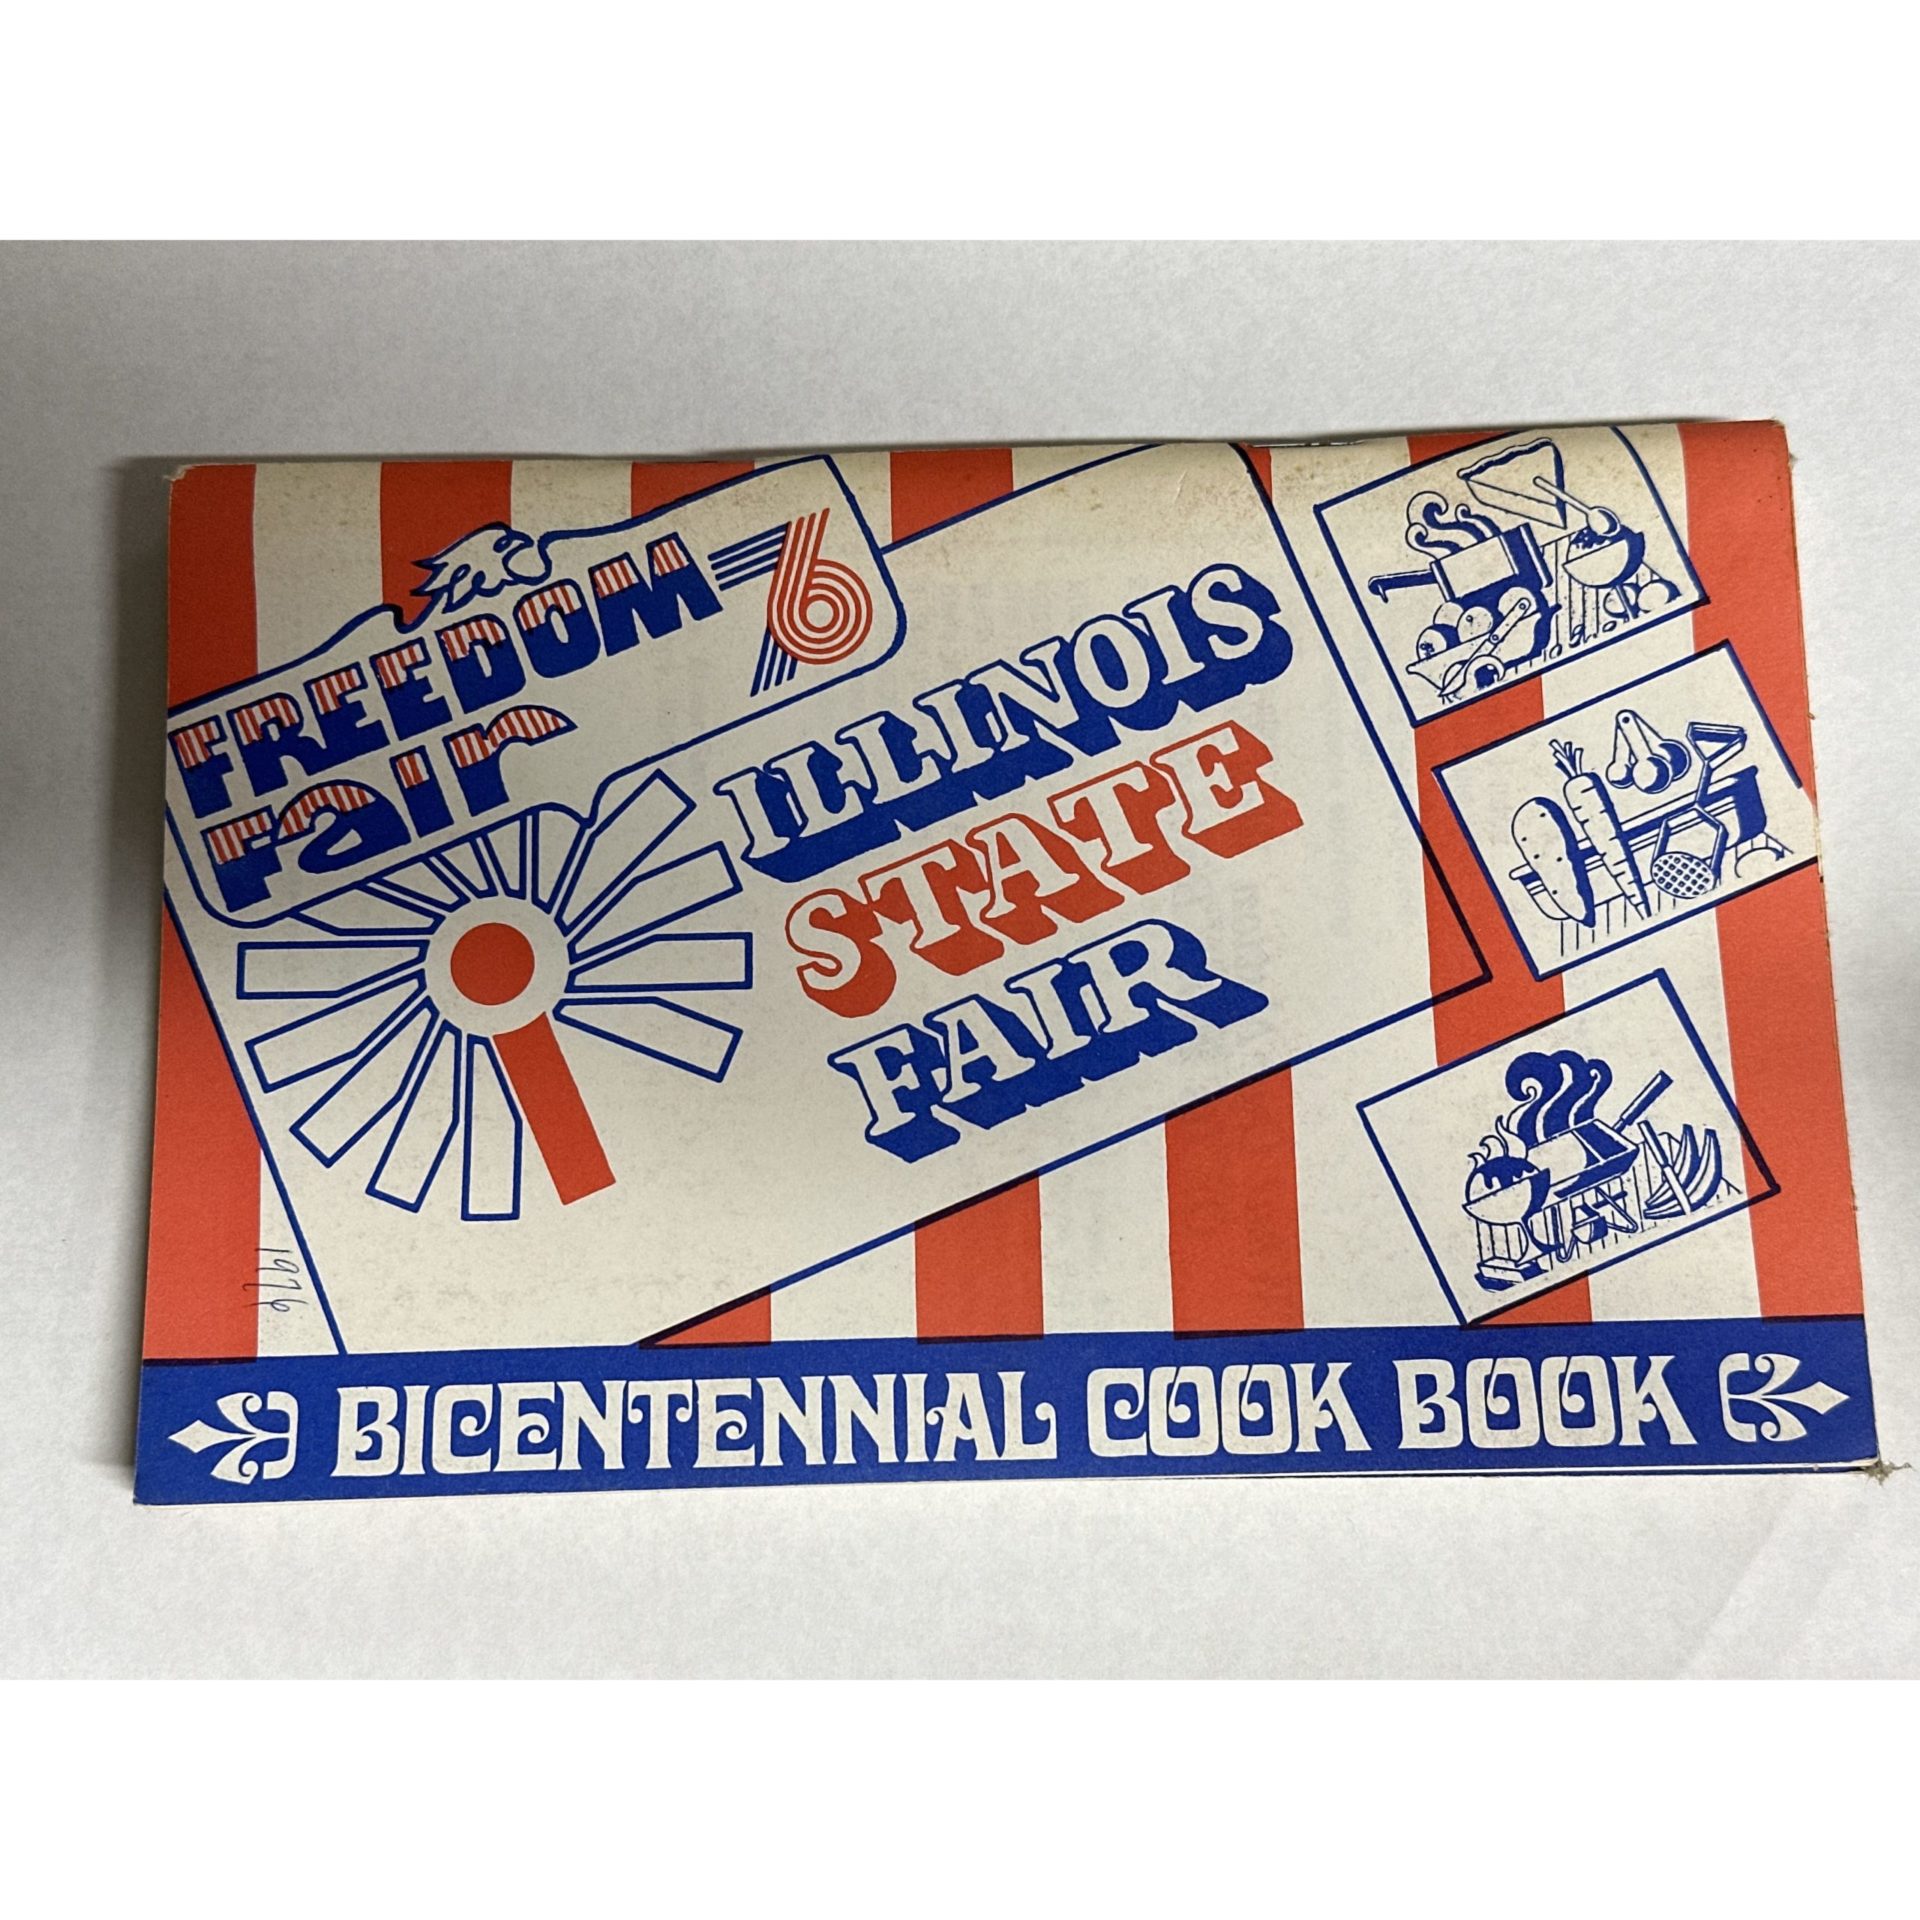 FREEDOM 76
FAIR
ILLINOIS
STATE
FAIR
1976
BICENTENNIAL COOK BOOK